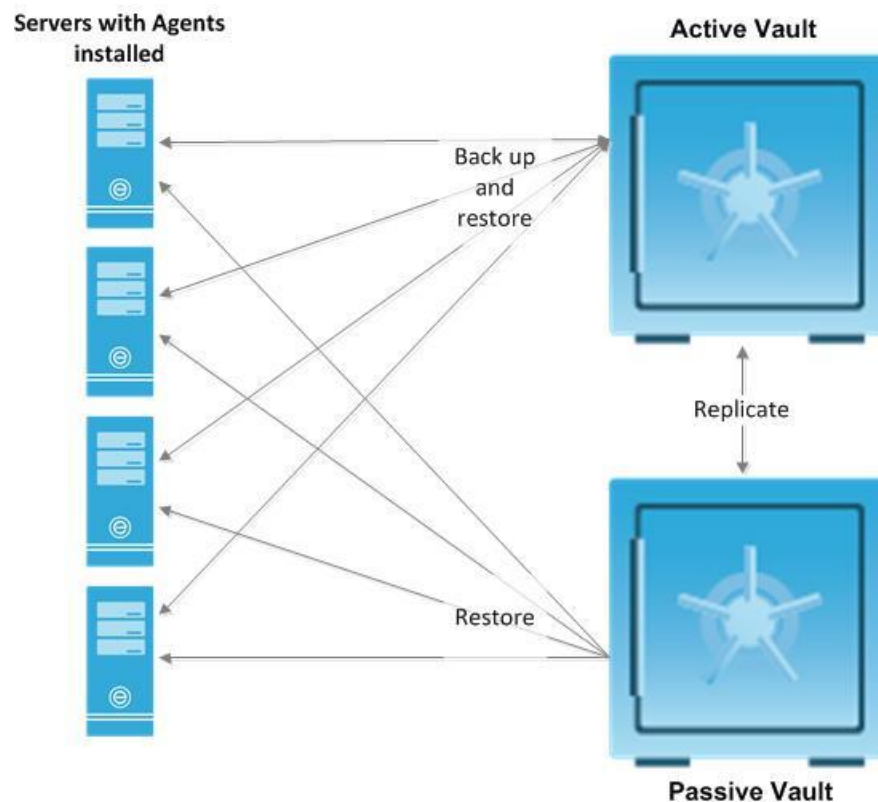 Servers with Agents
installed
Active Vault
Back up
and
restore
Replicate
Restore
Passive Vault